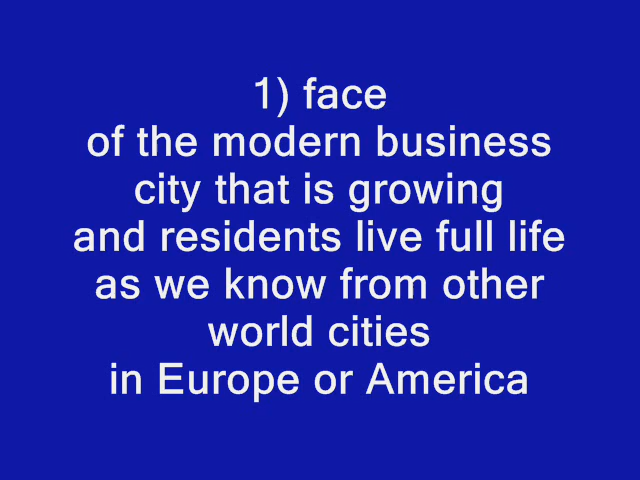 1) face
of the modern business
city that is growing
and residents live full life
as we know from other
world cities
in Europe or America